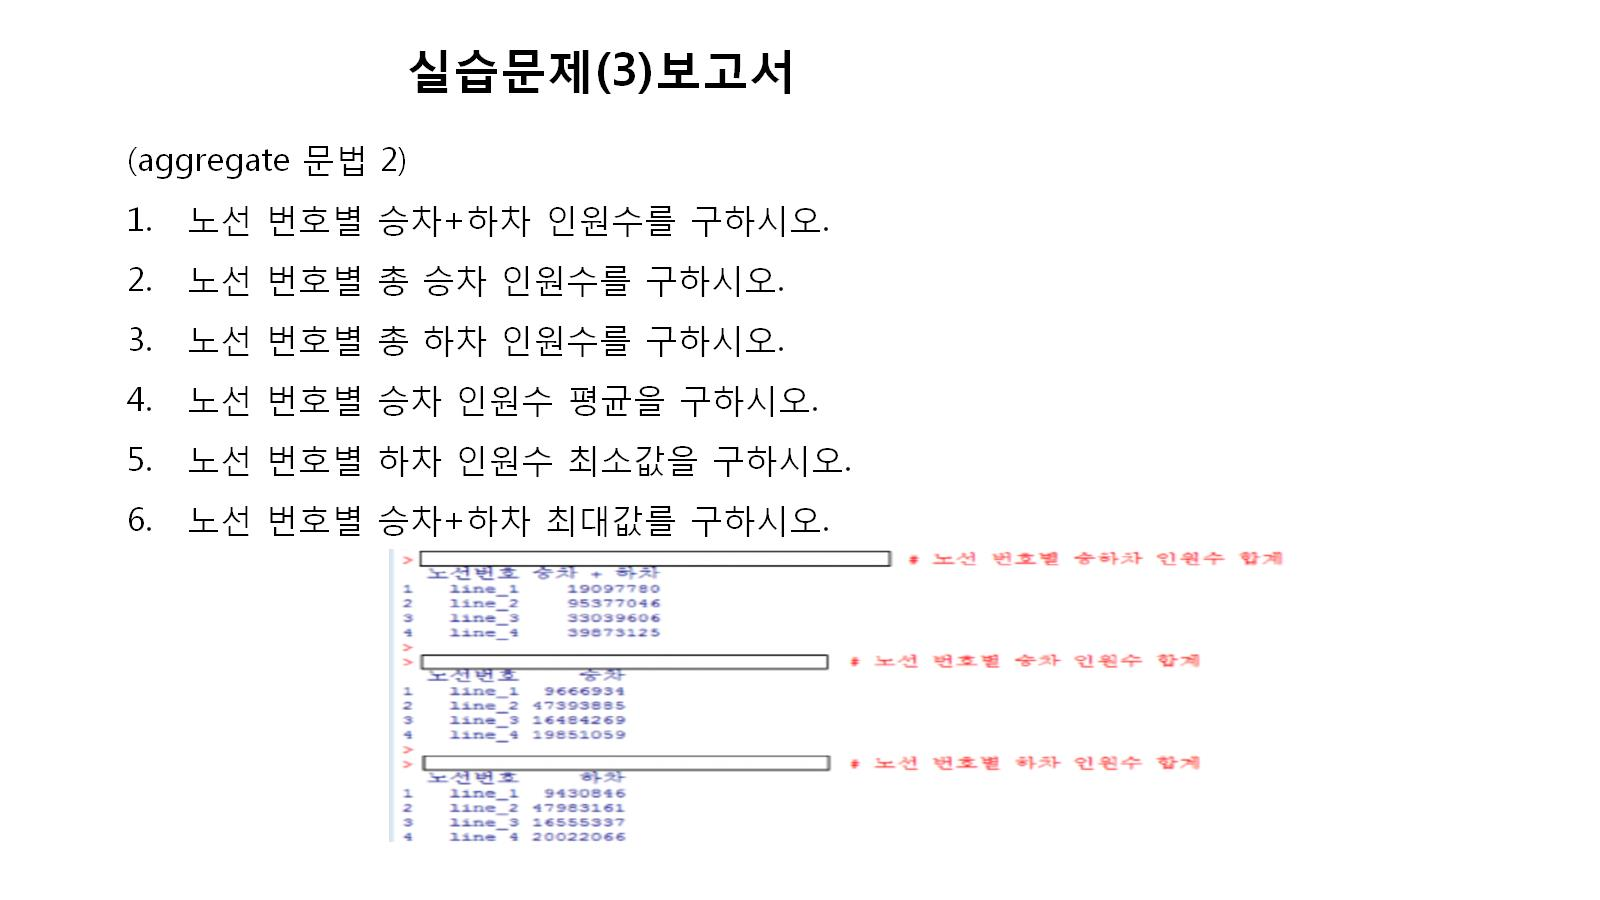 실습문제(3)보고서
(aggregate 문법 2)
1. 노선 번호별 승차+하차 인원수를 구하시오.
2. 노선 번호별 총 승차 인원수를 구하시오.
3. 노선 번호별 총 하차 인원수를 구하시오.
4. 노선 번호별 승차 인원수 평균을 구하시오.
5. 노선 번호별 하차 인원수 최소값을 구하시오.
6. 노선 번호별 승차+하차 최대값를 구하시오.
> # 노선 번호별 승하차 인원수 합계
노선번호 승차 + 하차
1 line_1 19097780
2 line_2 95377046
3 line_3 33039606
4 line_4 39873125
>
> # 노선 번호별 승차 인원수 합계
노선번호 승차
1 line_1 9666934
2 line_2 47393885
3 line_3 16484269
4 line_4 19851059
>
> # 노선 번호별 하차 인원수 합계
노선번호 하차
1 line_1 9430846
2 line_2 47983161
3 line_3 16555337
4 line_4 20022066